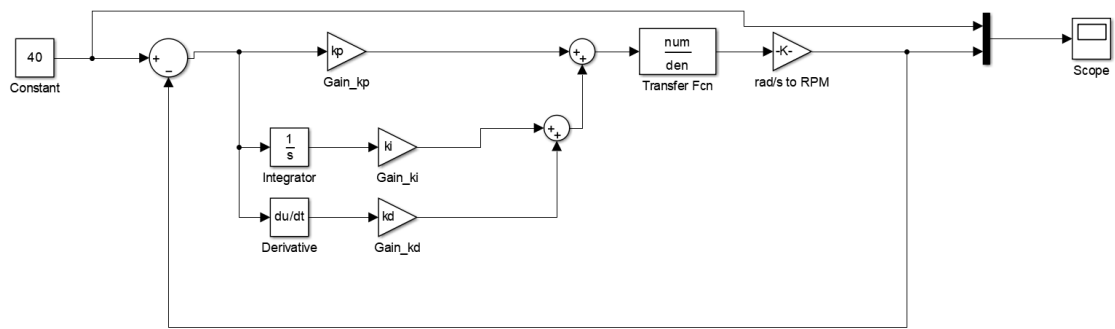 40
Constant
+
−
kp
Gain_kp
1
s
Integrator
ki
Gain_ki
du/dt
Derivative
kd
Gain_kd
+
+
+
+
num
den
Transfer Fcn
-K-
rad/s to RPM
Scope